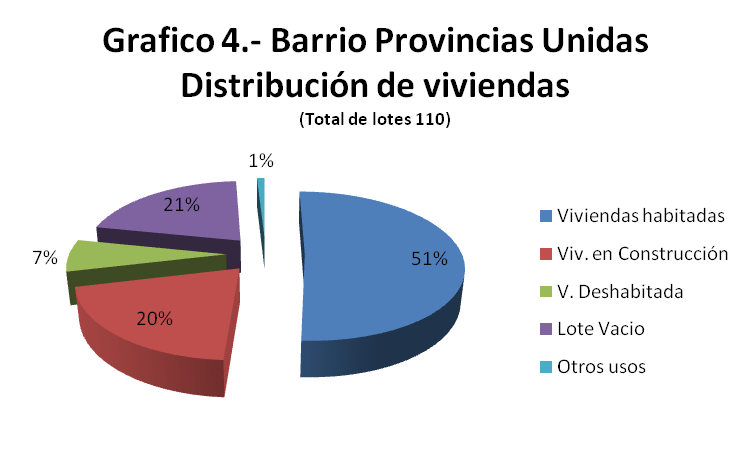 Grafico 4.- Barrio Provincias Unidas
Distribución de viviendas
(Total de lotes 110)
1%
21%
7%
51%
20%
Viviendas habitadas
Viv. en Construcción
V. Deshabitada
Lote Vacio
Otros usos